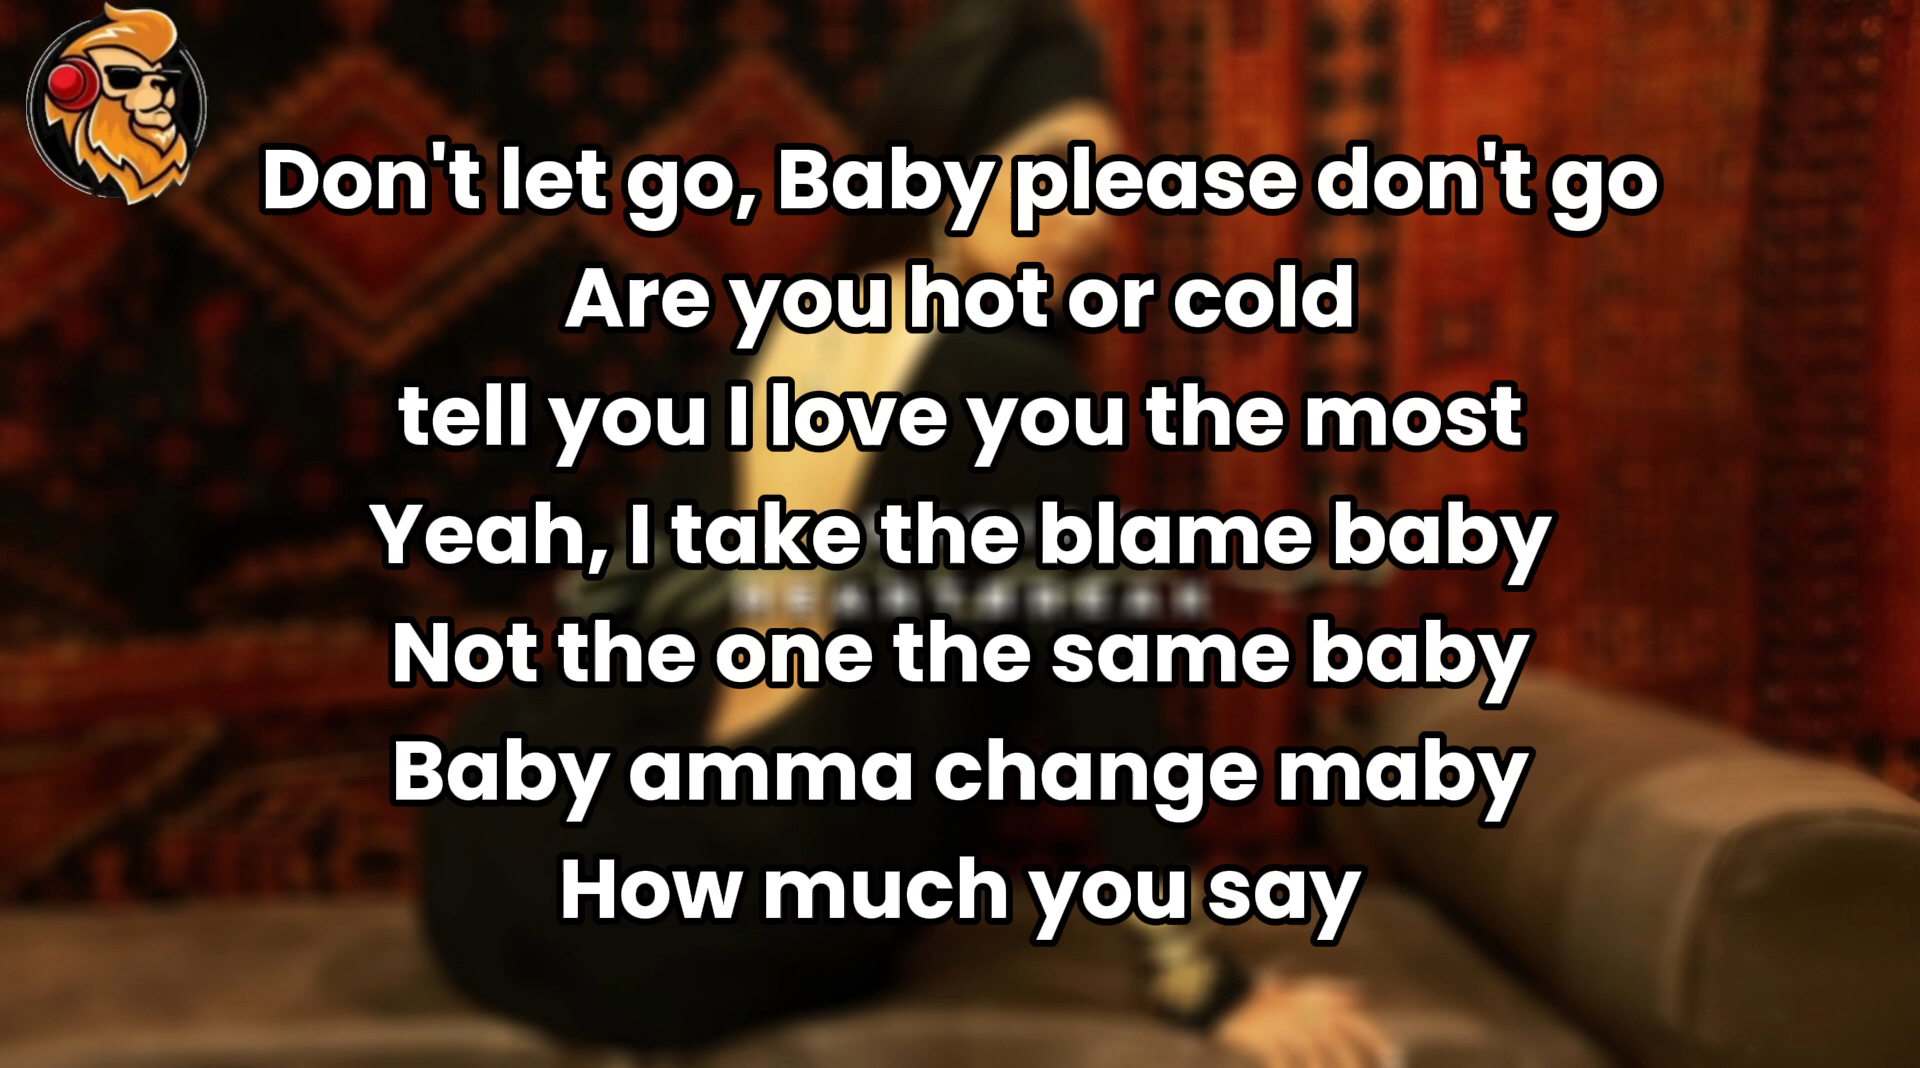 Don't let go, Baby please don't go
Are you hot or cold
tell you I love you the most
Yeah, I take the blame baby
Not the one the same baby
Baby amma change maby
How much you say